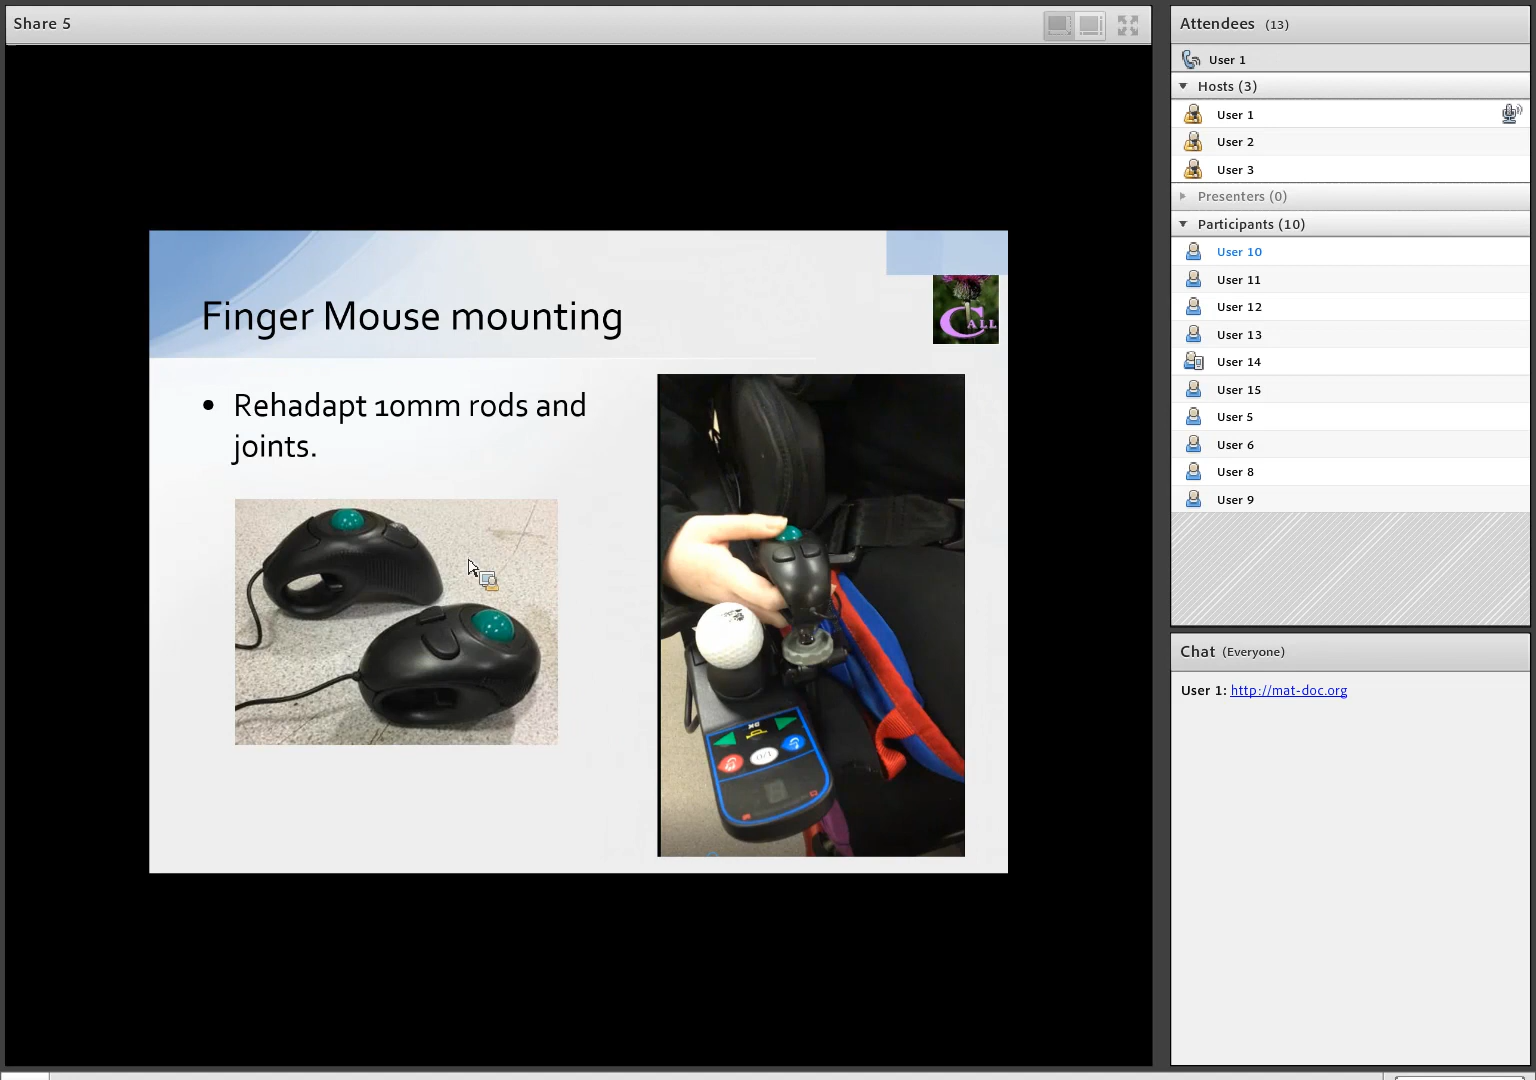 Share 5
Finger Mouse mounting
CALL
• Rehadapt 10mm rods and
joints.
Attendees (13)
User 1
Hosts (3)
User 1
User 2
User 3
Presenters (0)
Participants (10)
User 10
User 11
User 12
User 13
User 14
User 15
User 5
User 6
User 8
User 9
Chat (Everyone)
User 1: http://mat-doc.org